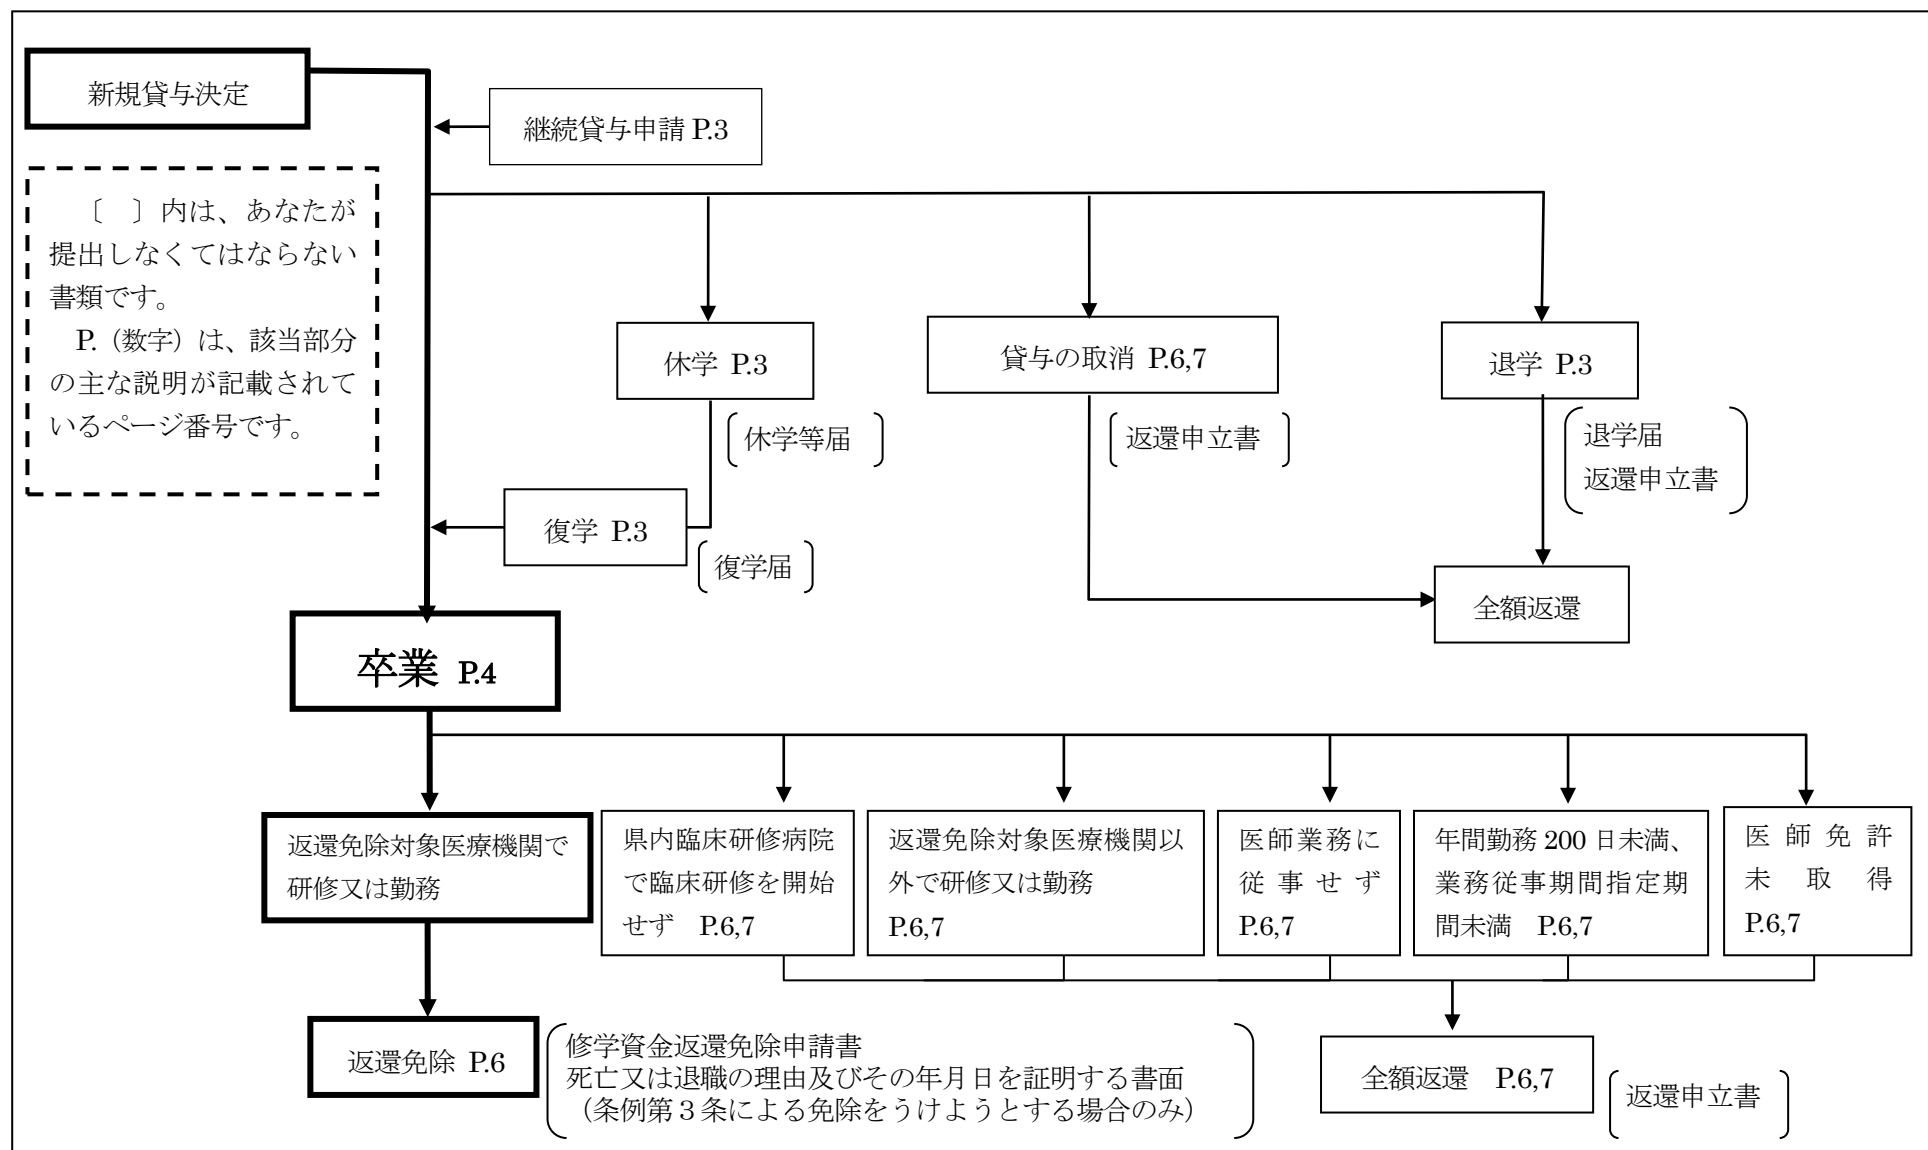 新規貸与決定
継続貸与申請 P.3
〔　〕内は、あなたが
提出しなくてはならない
書類です。
P.（数字）は、該当部分
の主な説明が記載されて
いるページ番号です。
休学 P.3
貸与の取消 P.6,7
退学 P.3
休学等届
返還申立書
退学届
返還申立書
復学 P.3
復学届
全額返還
卒業 P.4
返還免除対象医療機関で
研修又は勤務
県内臨床研修病院
で臨床研修を開始
せず　P.6,7
返還免除対象医療機関以
外で研修又は勤務
P.6,7
医師業務に
従事せず
P.6,7
年間勤務 200 日未満、
業務従事期間指定期
間未満　P.6,7
医師免許
未取得
P.6,7
返還免除 P.6
修学資金返還免除申請書
死亡又は退職の理由及びその年月日を証明する書面
（条例第３条による免除をうけようとする場合のみ）
全額返還　P.6,7
返還申立書